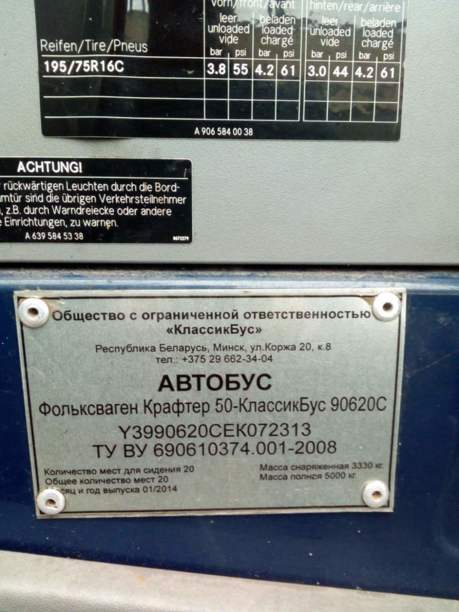 vorn/front/avant hinten/rear/arrière
leer unloaded vide beladen loaded chargé leer unloaded vide beladen loaded chargé
Reifen/Tire/Pneus bar psi bar psi bar psi bar psi
195/75R16C 3.8 55 4.2 61 3.0 44 4.2 61
A 906 584 00 38
ACHTUNG!
rückwärtigen Leuchten durch die Bord-
amtür sind die übrigen Verkehrsteilnehmer
z.B. durch Warndreiecke oder andere
Einrichtungen, zu warnen.
A 639 584 53 38
Общество с ограниченной ответственностью
«КлассикБус»
Республика Беларусь, Минск, ул.Коржа 20, к.8
тел.: +375 29 662-34-04
АВТОБУС
Фольксваген Крафтер 50-КлассикБус 90620С
Y3990620CEK072313
ТУ BY 690610374.001-2008
Количество мест для сидения 20 Масса снаряженная 3330 кг.
Общее количество мест 20 Масса полная 5000 кг.
есяц и год выпуска 01/2014